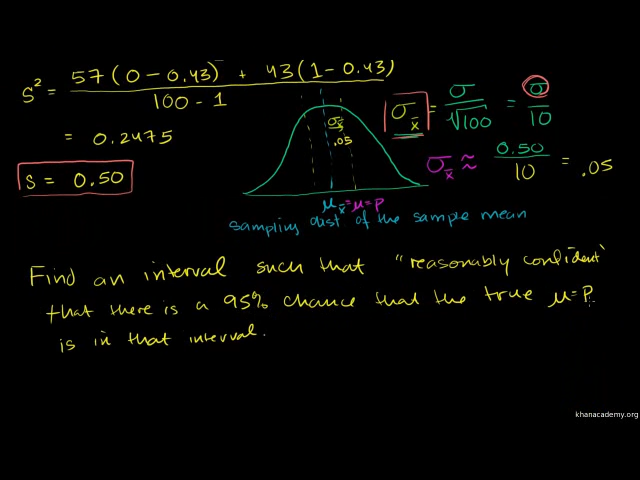 S² = 57(0 - 0.43) + 43(1 - 0.43) / 100 - 1
= 0.2475
S = 0.50
σx̄ = σ/√100 = σ/10
σx̄ ≈ 0.50/10 = .05
σx̄
.05
μx̄ = μ = p
sampling dist of the sample mean
Find an interval such that "reasonably confident"
that there is a 95% chance that the true μ=P
is in that interval.
khanacademy.org